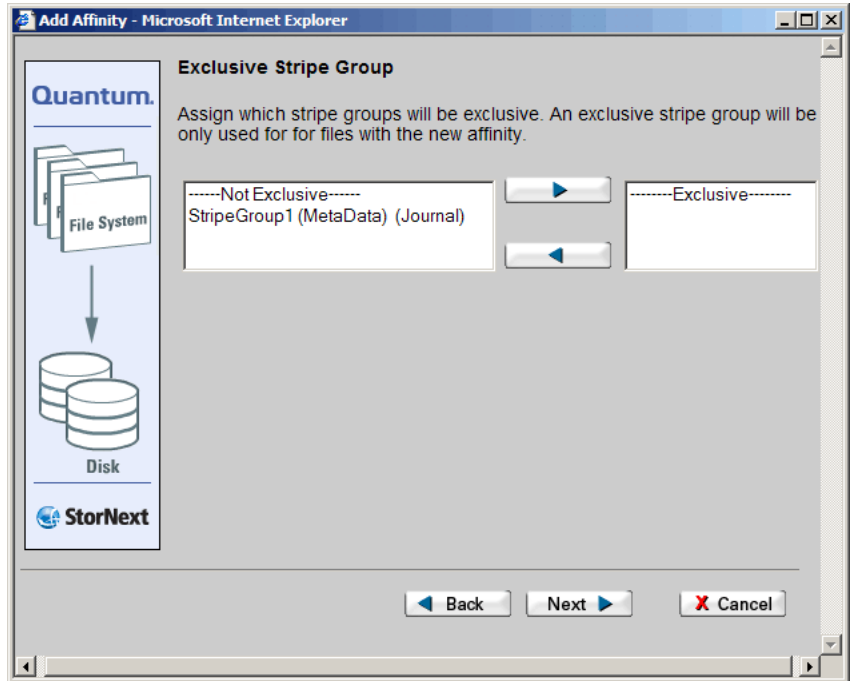 Add Affinity - Microsoft Internet Explorer
Quantum.
File System
Disk
StorNext
Exclusive Stripe Group
Assign which stripe groups will be exclusive. An exclusive stripe group will be
only used for for files with the new affinity.
------Not Exclusive------
StripeGroup1 (MetaData) (Journal)
--------Exclusive--------
Back
Next
X Cancel